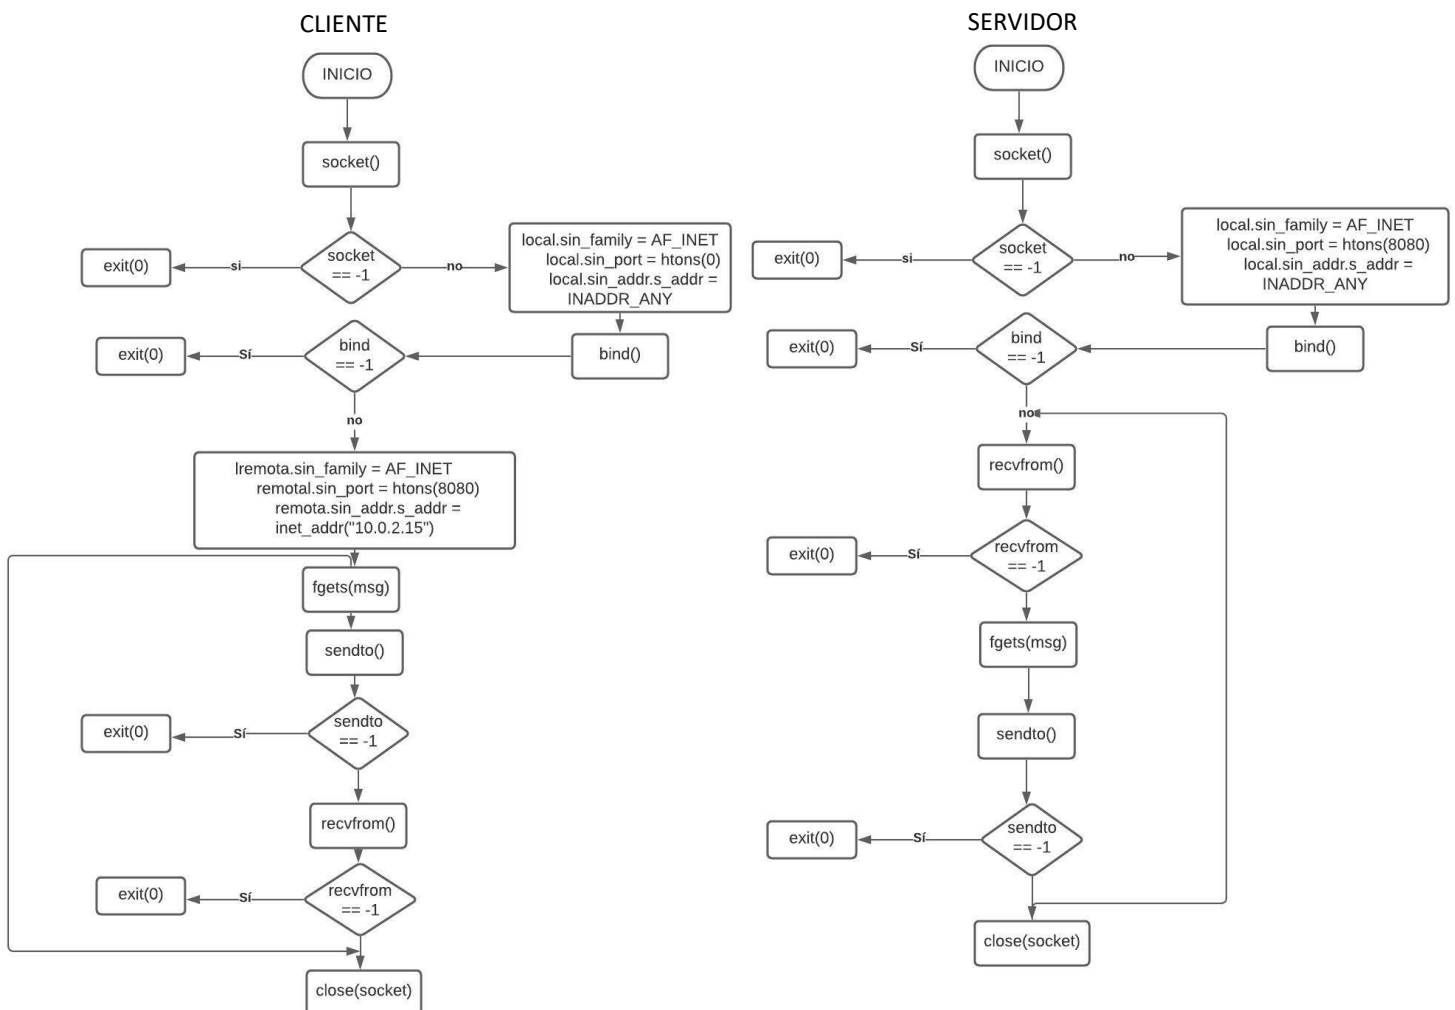 CLIENTE
INICIO
socket()
socket
== -1
si
exit(0)
no
local.sin_family = AF_INET
local.sin_port = htons(0)
local.sin_addr.s_addr =
INADDR_ANY
bind()
bind
== -1
Sí
exit(0)
no
lremota.sin_family = AF_INET
remotal.sin_port = htons(8080)
remota.sin_addr.s_addr =
inet_addr("10.0.2.15")
fgets(msg)
sendto()
sendto
== -1
Sí
exit(0)
recvfrom()
recvfrom
== -1
Sí
exit(0)
close(socket)
SERVIDOR
INICIO
socket()
socket
== -1
si
exit(0)
no
local.sin_family = AF_INET
local.sin_port = htons(8080)
local.sin_addr.s_addr =
INADDR_ANY
bind()
bind
== -1
Sí
exit(0)
no
recvfrom()
recvfrom
== -1
Sí
exit(0)
fgets(msg)
sendto()
sendto
== -1
Sí
exit(0)
close(socket)